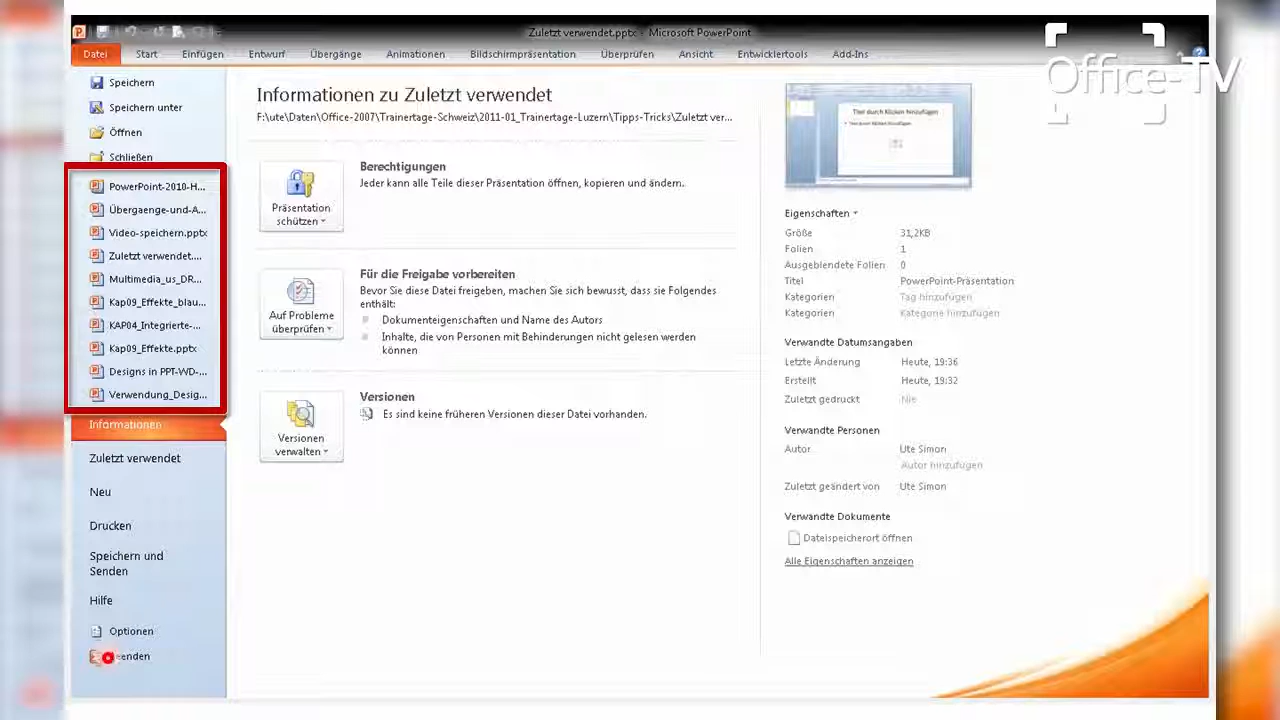 Zuletzt verwendet.pptx - Microsoft PowerPoint
Datei Start Einfügen Entwurf Übergänge Animationen Bildschirmpräsentation Überprüfen Ansicht Entwicklertools Add-Ins
Office-TV
Speichern
Speichern unter
Öffnen
Schließen
PowerPoint-2010-H...
Übergaenge-und-A...
Video-speichern.pptx
Zuletzt verwendet....
Multimedia_us_DR...
Kap09_Effekte_blau...
KAP04_Integrierte-...
Kap09_Effekte.pptx
Designs in PPT-WD-...
Verwendung_Desig...
Informationen
Zuletzt verwendet
Neu
Drucken
Speichern und
Senden
Hilfe
Optionen
Informationen zu Zuletzt verwendet
F:\ute\Daten\Office-2007\Trainertage-Schweiz\2011-01_Trainertage-Luzern\Tipps-Tricks\Zuletzt ver...
Präsentation
schützen
Berechtigungen
Jeder kann alle Teile dieser Präsentation öffnen, kopieren und ändern.
Auf Probleme
überprüfen
Für die Freigabe vorbereiten
Bevor Sie diese Datei freigeben, machen Sie sich bewusst, dass sie Folgendes
enthält:
Dokumenteigenschaften und Name des Autors
Inhalte, die von Personen mit Behinderungen nicht gelesen werden
können
Versionen
verwalten
Versionen
Es sind keine früheren Versionen dieser Datei vorhanden.
Titel durch Klicken hinzufügen
Text durch Klicken hinzufügen
Eigenschaften
Größe 31,2KB
Folien 1
Ausgeblendete Folien 0
Titel PowerPoint-Präsentation
Kategorien Tag hinzufügen
Kategorien Kategorie hinzufügen
Verwandte Datumsangaben
Letzte Änderung Heute, 19:36
Erstellt Heute, 19:32
Zuletzt gedruckt Nie
Verwandte Personen
Autor Ute Simon
Autor hinzufügen
Zuletzt geändert von Ute Simon
Verwandte Dokumente
Dateispeicherort öffnen
Alle Eigenschaften anzeigen